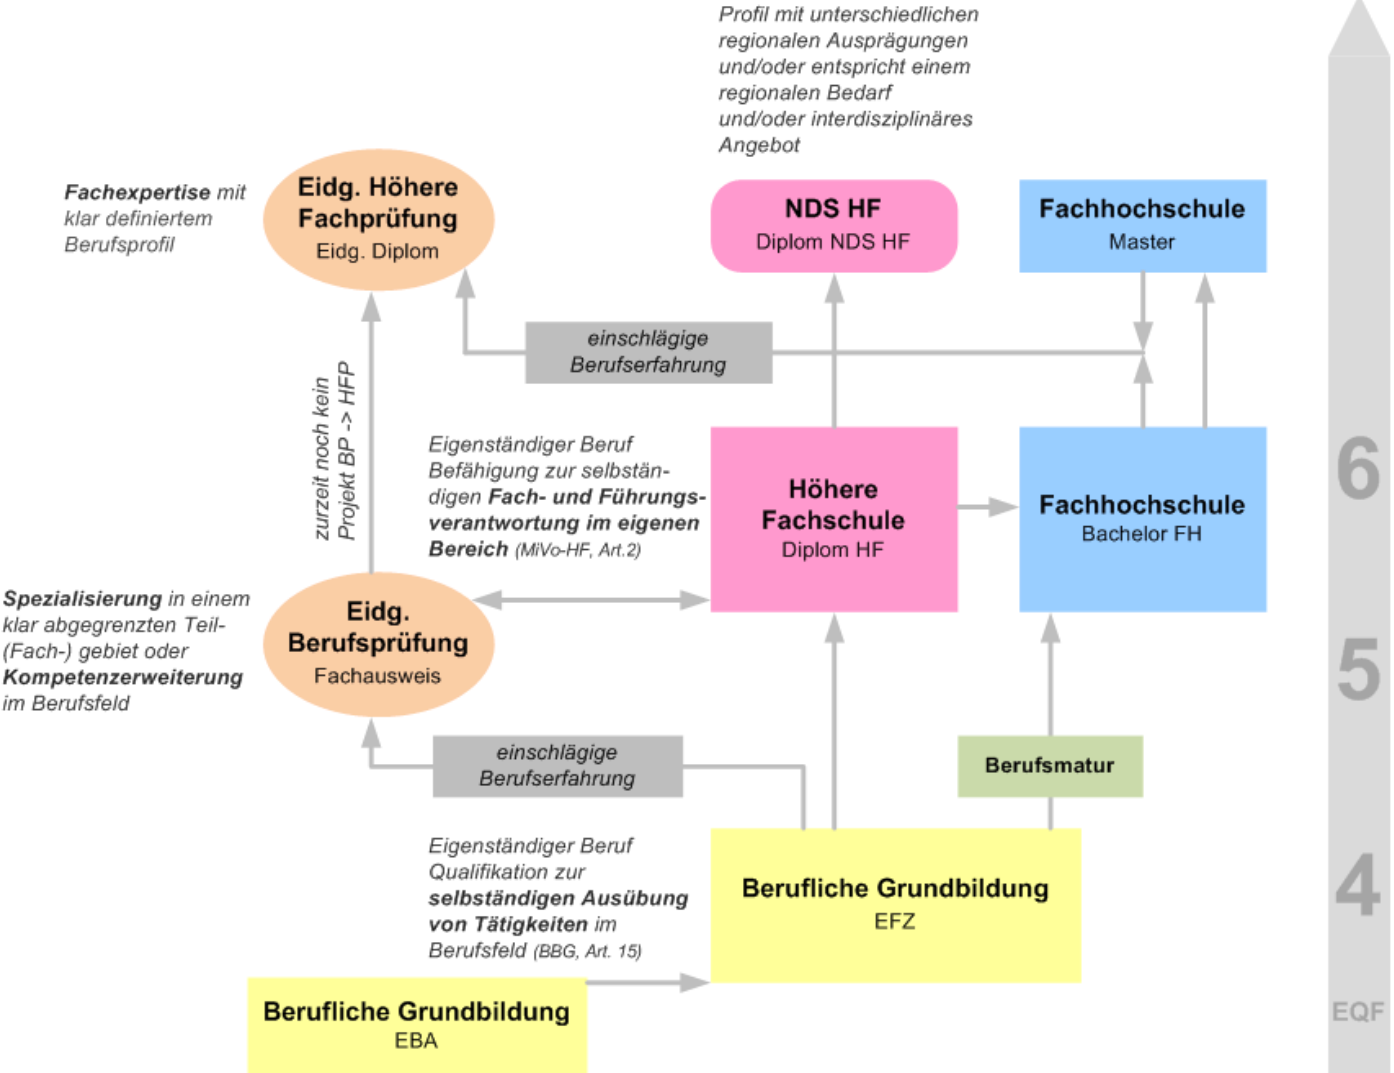 Profil mit unterschiedlichen
regionalen Ausprägungen
und/oder entspricht einem
regionalen Bedarf
und/oder interdisziplinäres
Angebot
Fachexpertise mit
klar definiertem
Berufsprofil
Eidg. Höhere
Fachprüfung
Eidg. Diplom
NDS HF
Diplom NDS HF
Fachhochschule
Master
einschlägige
Berufserfahrung
zurzeit noch kein
Projekt BP -> HFP
Eigenständiger Beruf
Befähigung zur selbstän-
digen Fach- und Führungs-
verantwortung im eigenen
Bereich (MiVo-HF, Art.2)
Höhere
Fachschule
Diplom HF
Fachhochschule
Bachelor FH
6
Spezialisierung in einem
klar abgegrenzten Teil-
(Fach-) gebiet oder
Kompetenzerweiterung
im Berufsfeld
Eidg.
Berufsprüfung
Fachausweis
5
einschlägige
Berufserfahrung
Berufsmatur
Eigenständiger Beruf
Qualifikation zur
selbständigen Ausübung
von Tätigkeiten im
Berufsfeld (BBG, Art. 15)
Berufliche Grundbildung
EFZ
4
Berufliche Grundbildung
EBA
EQF